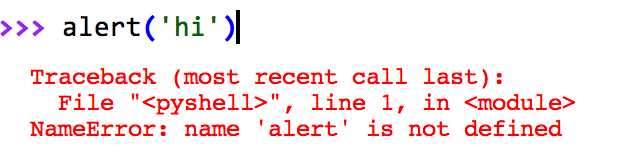 >>> alert('hi')
Traceback (most recent call last):
  File "<pyshell>", line 1, in <module>
NameError: name 'alert' is not defined